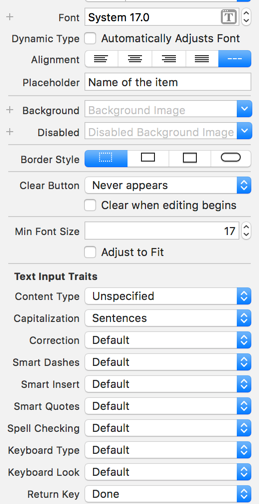 Font System 17.0 T
Dynamic Type Automatically Adjusts Font
Alignment ---
Placeholder Name of the item
+ Background Background Image
+ Disabled Disabled Background Image
Border Style
Clear Button Never appears
Clear when editing begins
Min Font Size 17
Adjust to Fit
Text Input Traits
Content Type Unspecified
Capitalization Sentences
Correction Default
Smart Dashes Default
Smart Insert Default
Smart Quotes Default
Spell Checking Default
Keyboard Type Default
Keyboard Look Default
Return Key Done